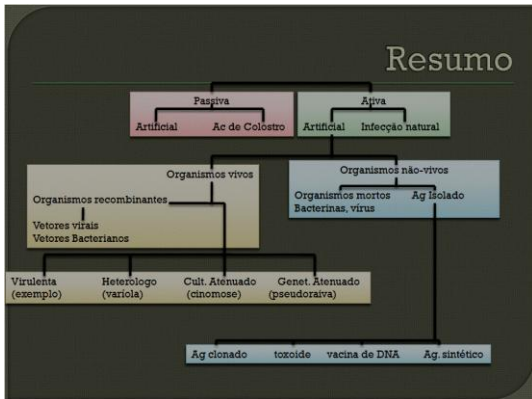 Resumo
Passiva
Ativa
Artificial
Ac de Colostro
Artificial
Infecção natural
Organismos vivos
Organismos não-vivos
Organismos recombinantes
Organismos mortos
Bacterinas, vírus
Ag Isolado
Vetores virais
Vetores Bacterianos
Virulenta
(exemplo)
Heterologo
(varíola)
Cult. Atenuado
(cinomose)
Genet. Atenuado
(pseudoraiva)
Ag clonado
toxoide
vacina de DNA
Ag. sintético